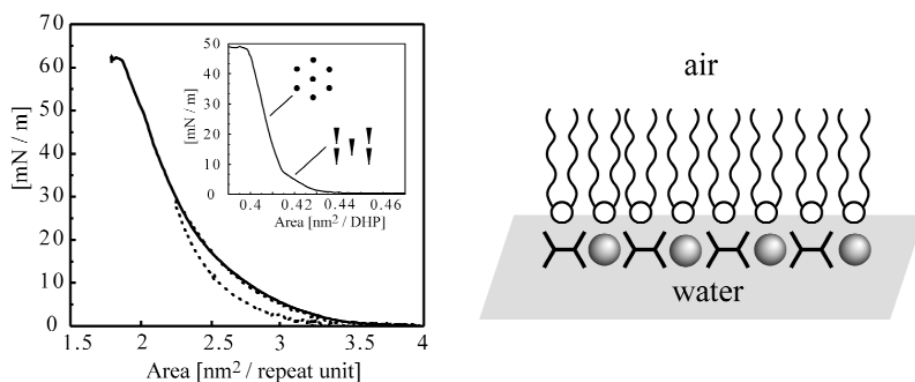 70
60
50
40
30
20
10
0
[mN / m]
1.5 2 2.5 3 3.5 4
Area [nm² / repeat unit]
50
40
30
20
10
0
[mN / m]
0.4 0.42 0.44 0.46
Area [nm² / DHP]
air
water